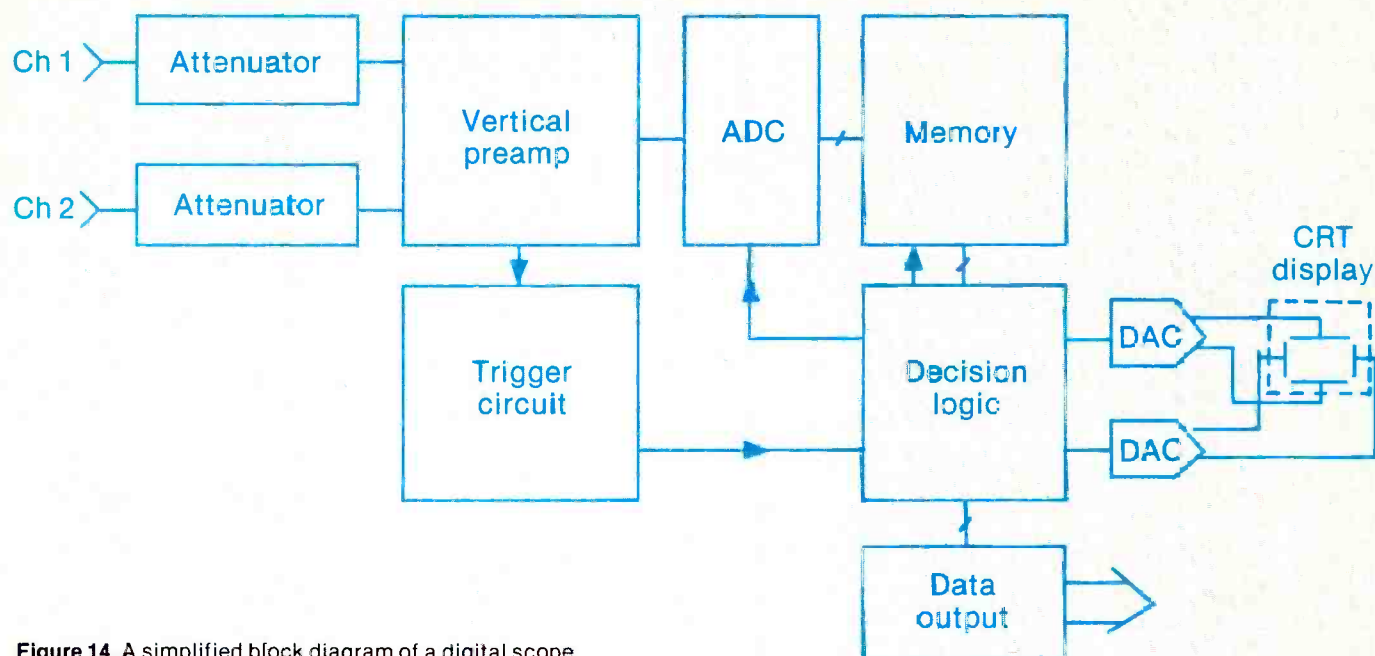 Ch 1
Attenuator
Vertical
preamp
ADC
Memory
Ch 2
Attenuator
CRT
display
Trigger
circuit
Decision
logic
DAC
DAC
Data
output
Figure 14 A simplified block diagram of a digital scope